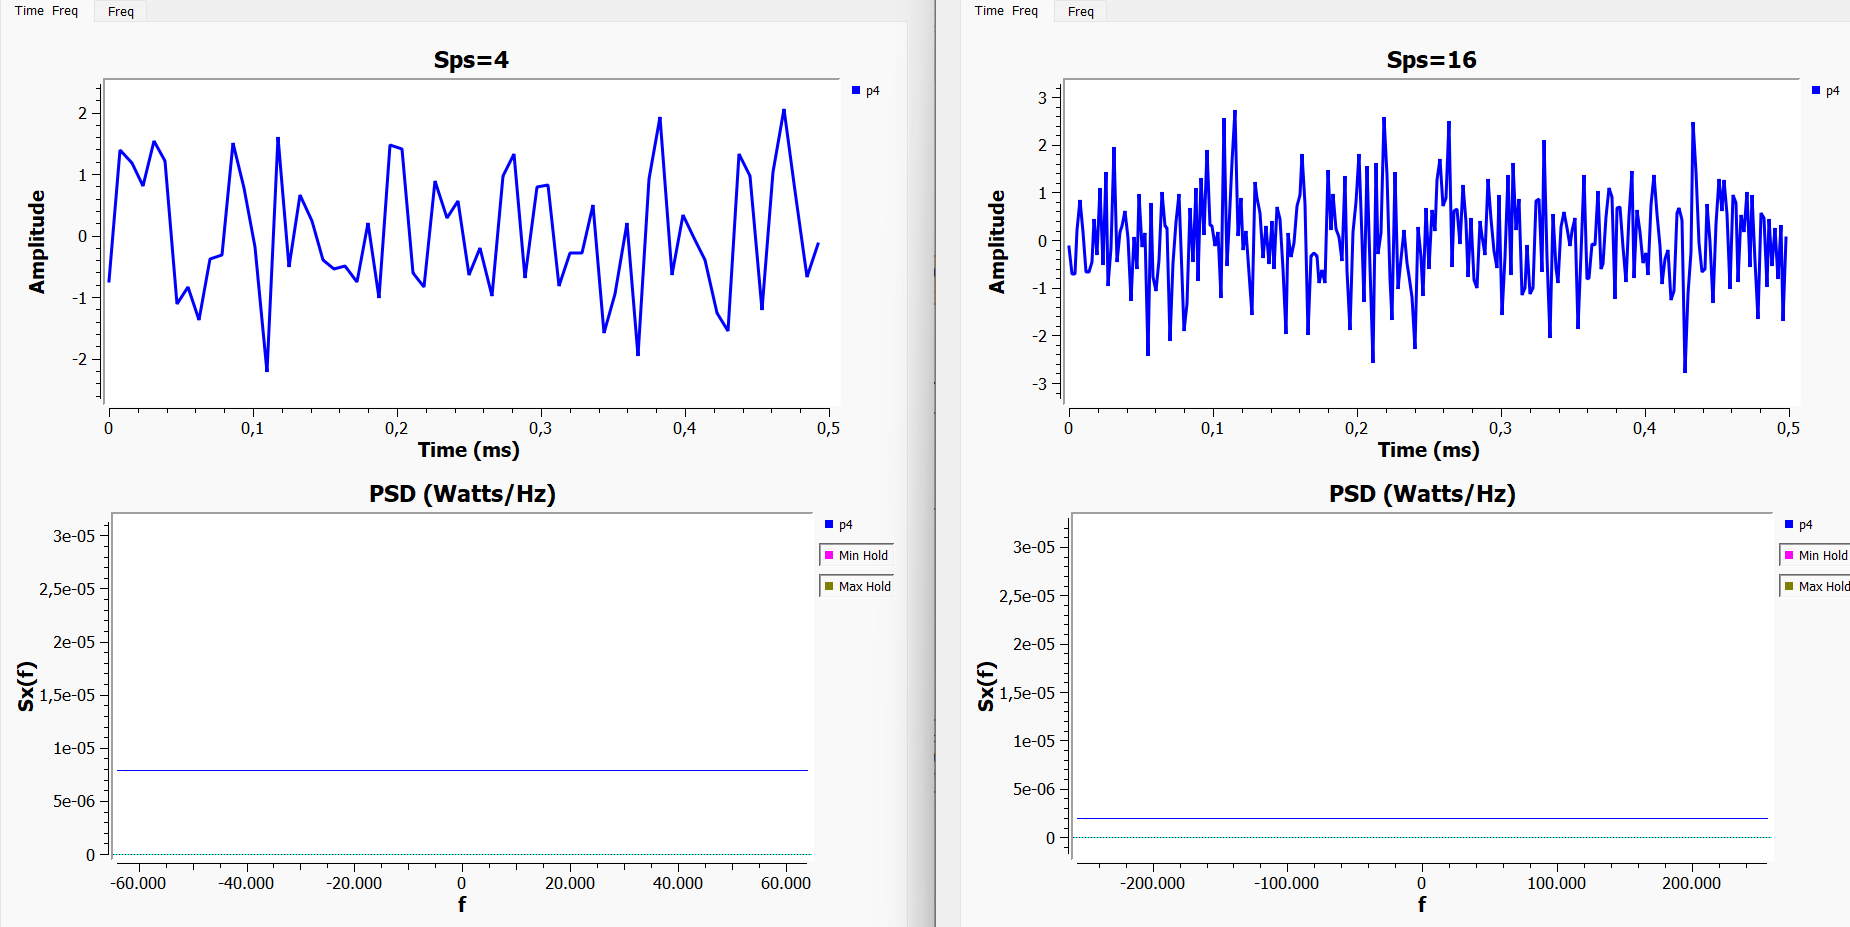 Time Freq Freq
Sps=4
p4
2
1
0
-1
-2
Amplitude
0 0,1 0,2 0,3 0,4 0,5
Time (ms)
PSD (Watts/Hz)
p4
Min Hold
Max Hold
3e-05
2,5e-05
2e-05
1,5e-05
1e-05
5e-06
0
Sx(f)
-60.000 -40.000 -20.000 0 20.000 40.000 60.000
f
Time Freq Freq
Sps=16
p4
3
2
1
0
-1
-2
-3
Amplitude
0 0,1 0,2 0,3 0,4 0,5
Time (ms)
PSD (Watts/Hz)
p4
Min Hold
Max Hold
3e-05
2,5e-05
2e-05
1,5e-05
1e-05
5e-06
0
Sx(f)
-200.000 -100.000 0 100.000 200.000
f